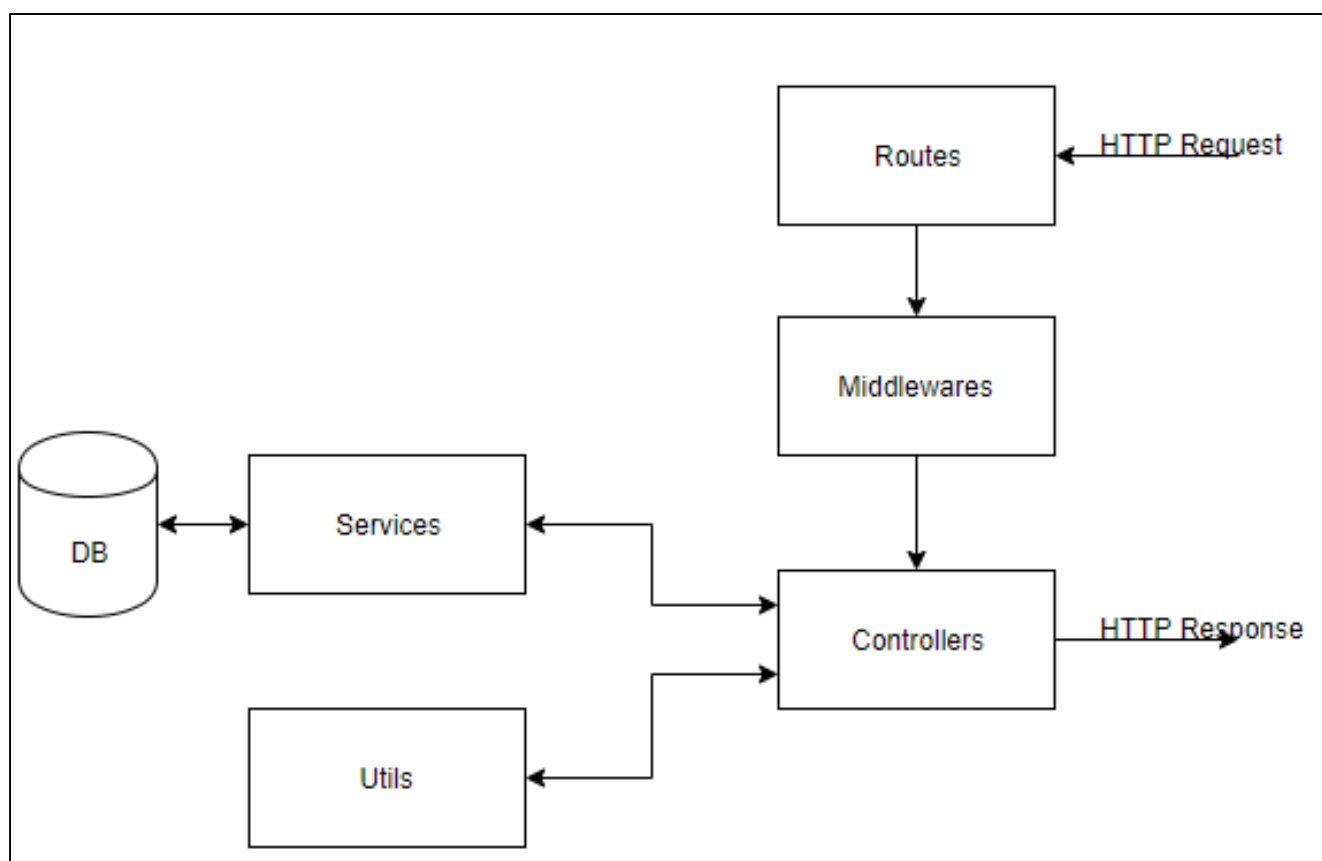 Routes
HTTP Request
Middlewares
DB
Services
Controllers
HTTP Response
Utils